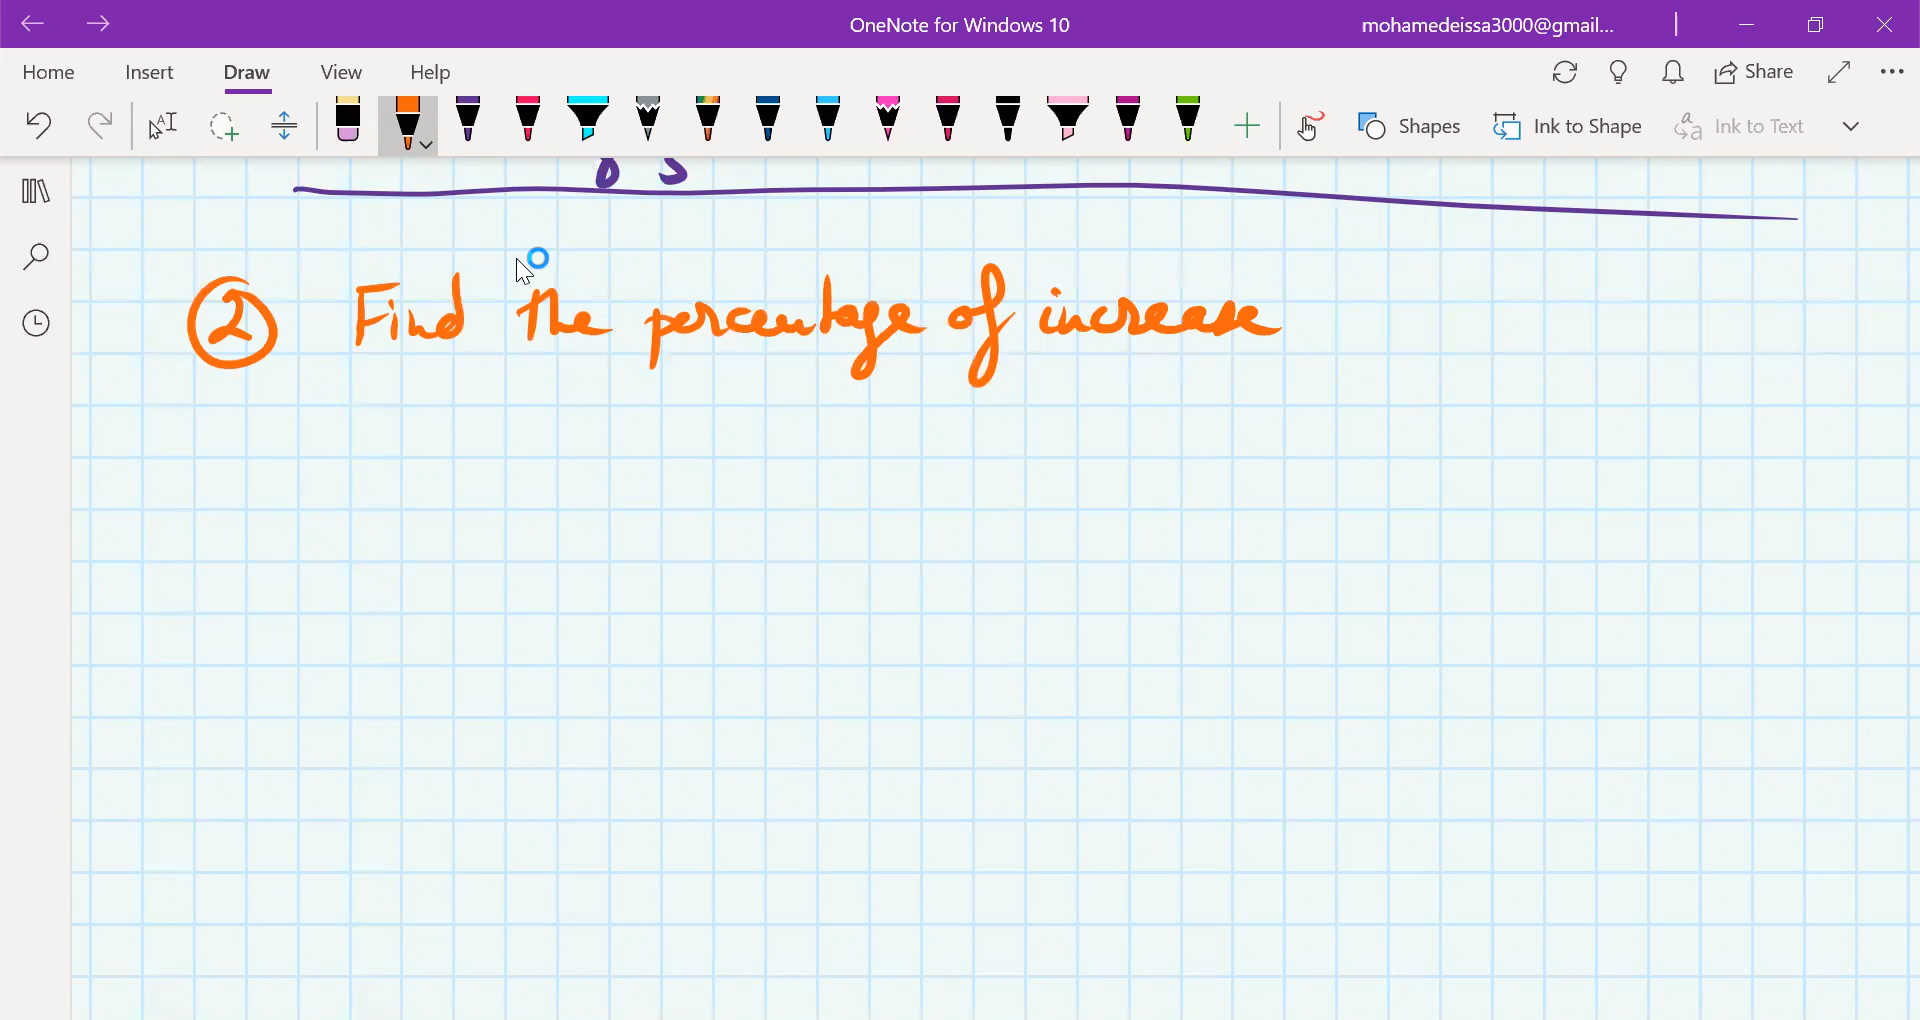 OneNote for Windows 10
mohamedeissa3000@gmail...
Home Insert Draw View Help
Share
Shapes Ink to Shape Ink to Text
② Find the percentage of increase